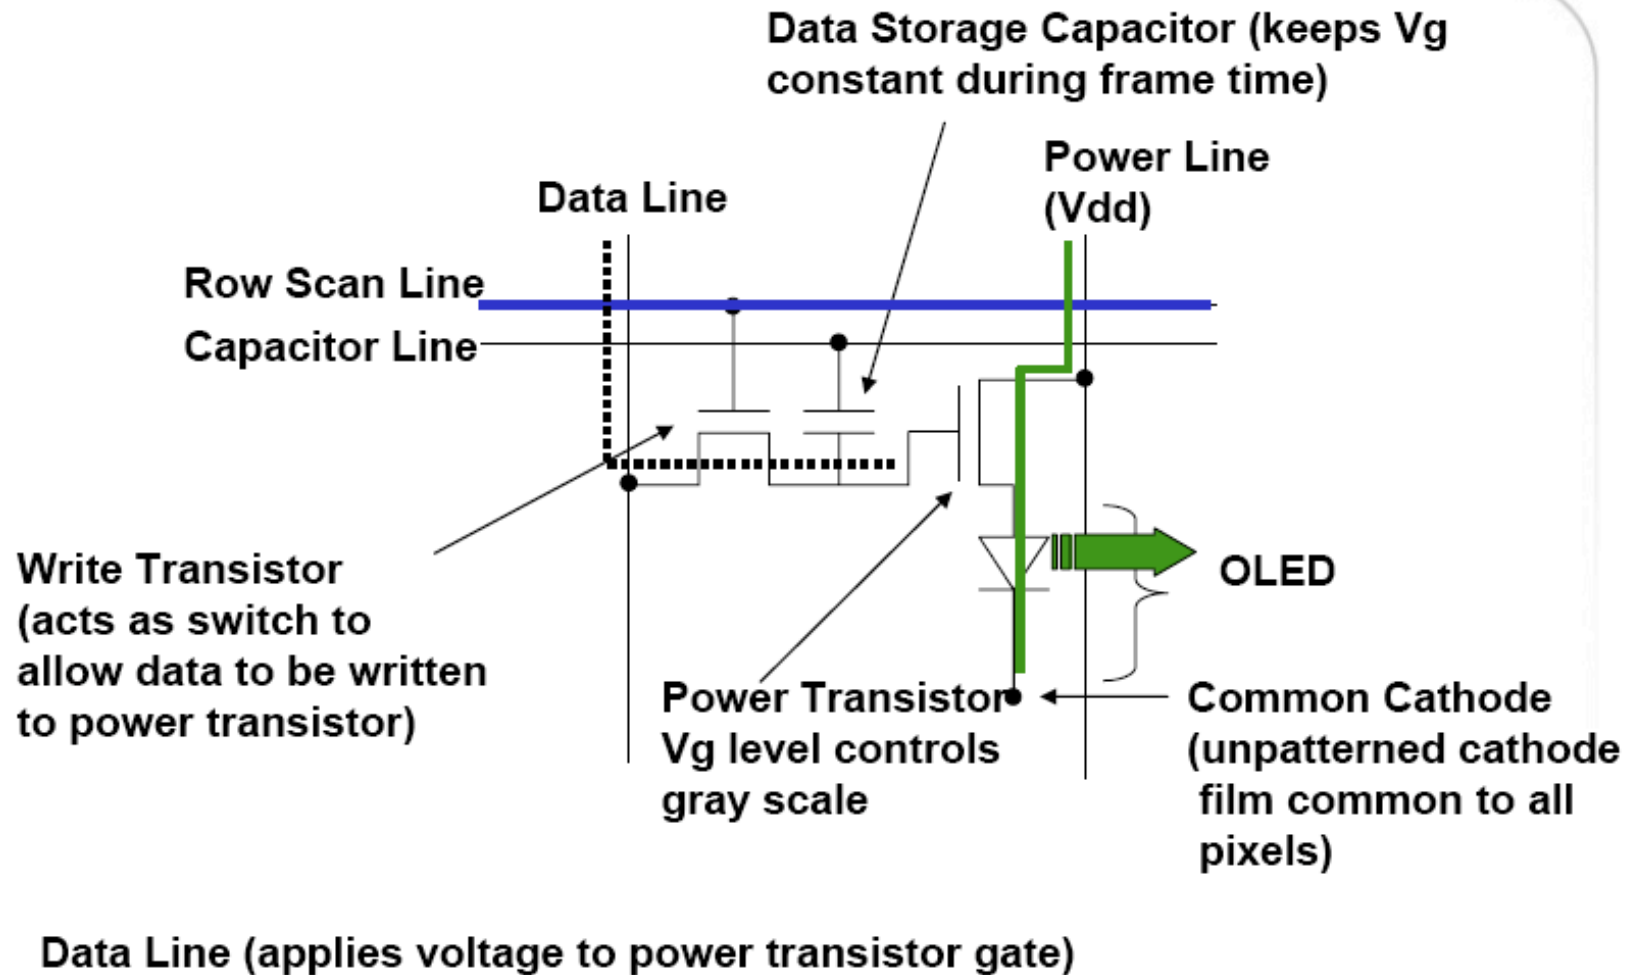 Data Storage Capacitor (keeps Vg
constant during frame time)
Power Line
(Vdd)
Data Line
Row Scan Line
Capacitor Line
Write Transistor
(acts as switch to
allow data to be written
to power transistor)
OLED
Power Transistor
Vg level controls
gray scale
Common Cathode
(unpatterned cathode
film common to all
pixels)
Data Line (applies voltage to power transistor gate)